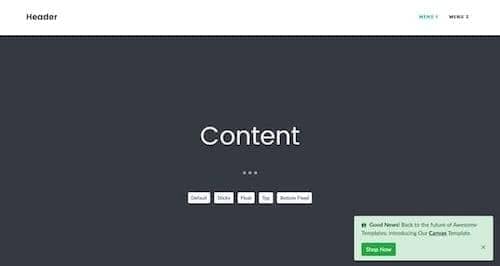 Header
MENU 1 MENU 2
Content
Default Sticky Float Top Bottom Fixed
Good News! Back to the future of Awesome
Templates. Introducing Our Canvas Template.
Shop Now